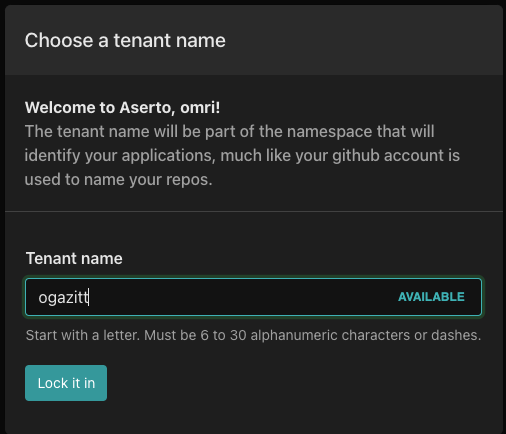 Choose a tenant name
Welcome to Aserto, omri!
The tenant name will be part of the namespace that will
identify your applications, much like your github account is
used to name your repos.
Tenant name
ogazitt AVAILABLE
Start with a letter. Must be 6 to 30 alphanumeric characters or dashes.
Lock it in